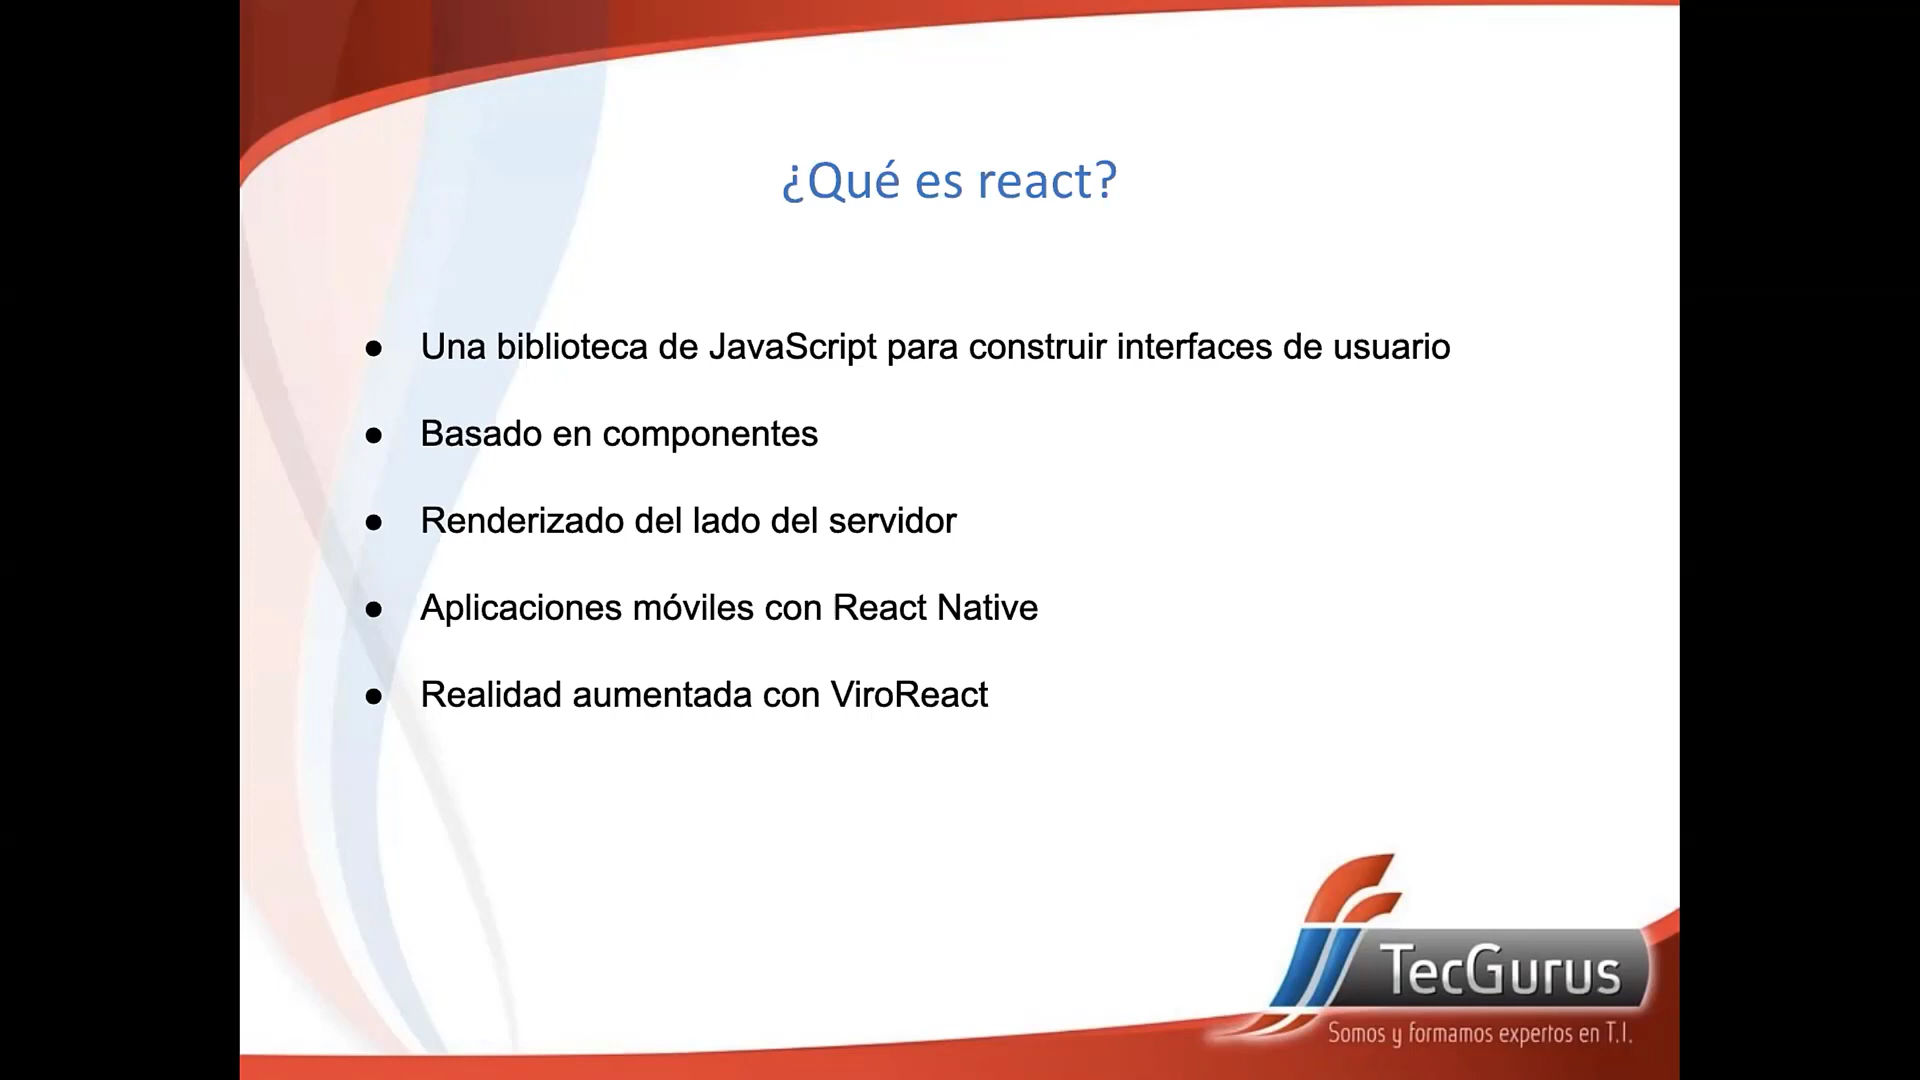 ¿Qué es react?
● Una biblioteca de JavaScript para construir interfaces de usuario
● Basado en componentes
● Renderizado del lado del servidor
● Aplicaciones móviles con React Native
● Realidad aumentada con ViroReact
TecGurus
Somos y formamos expertos en T.I.